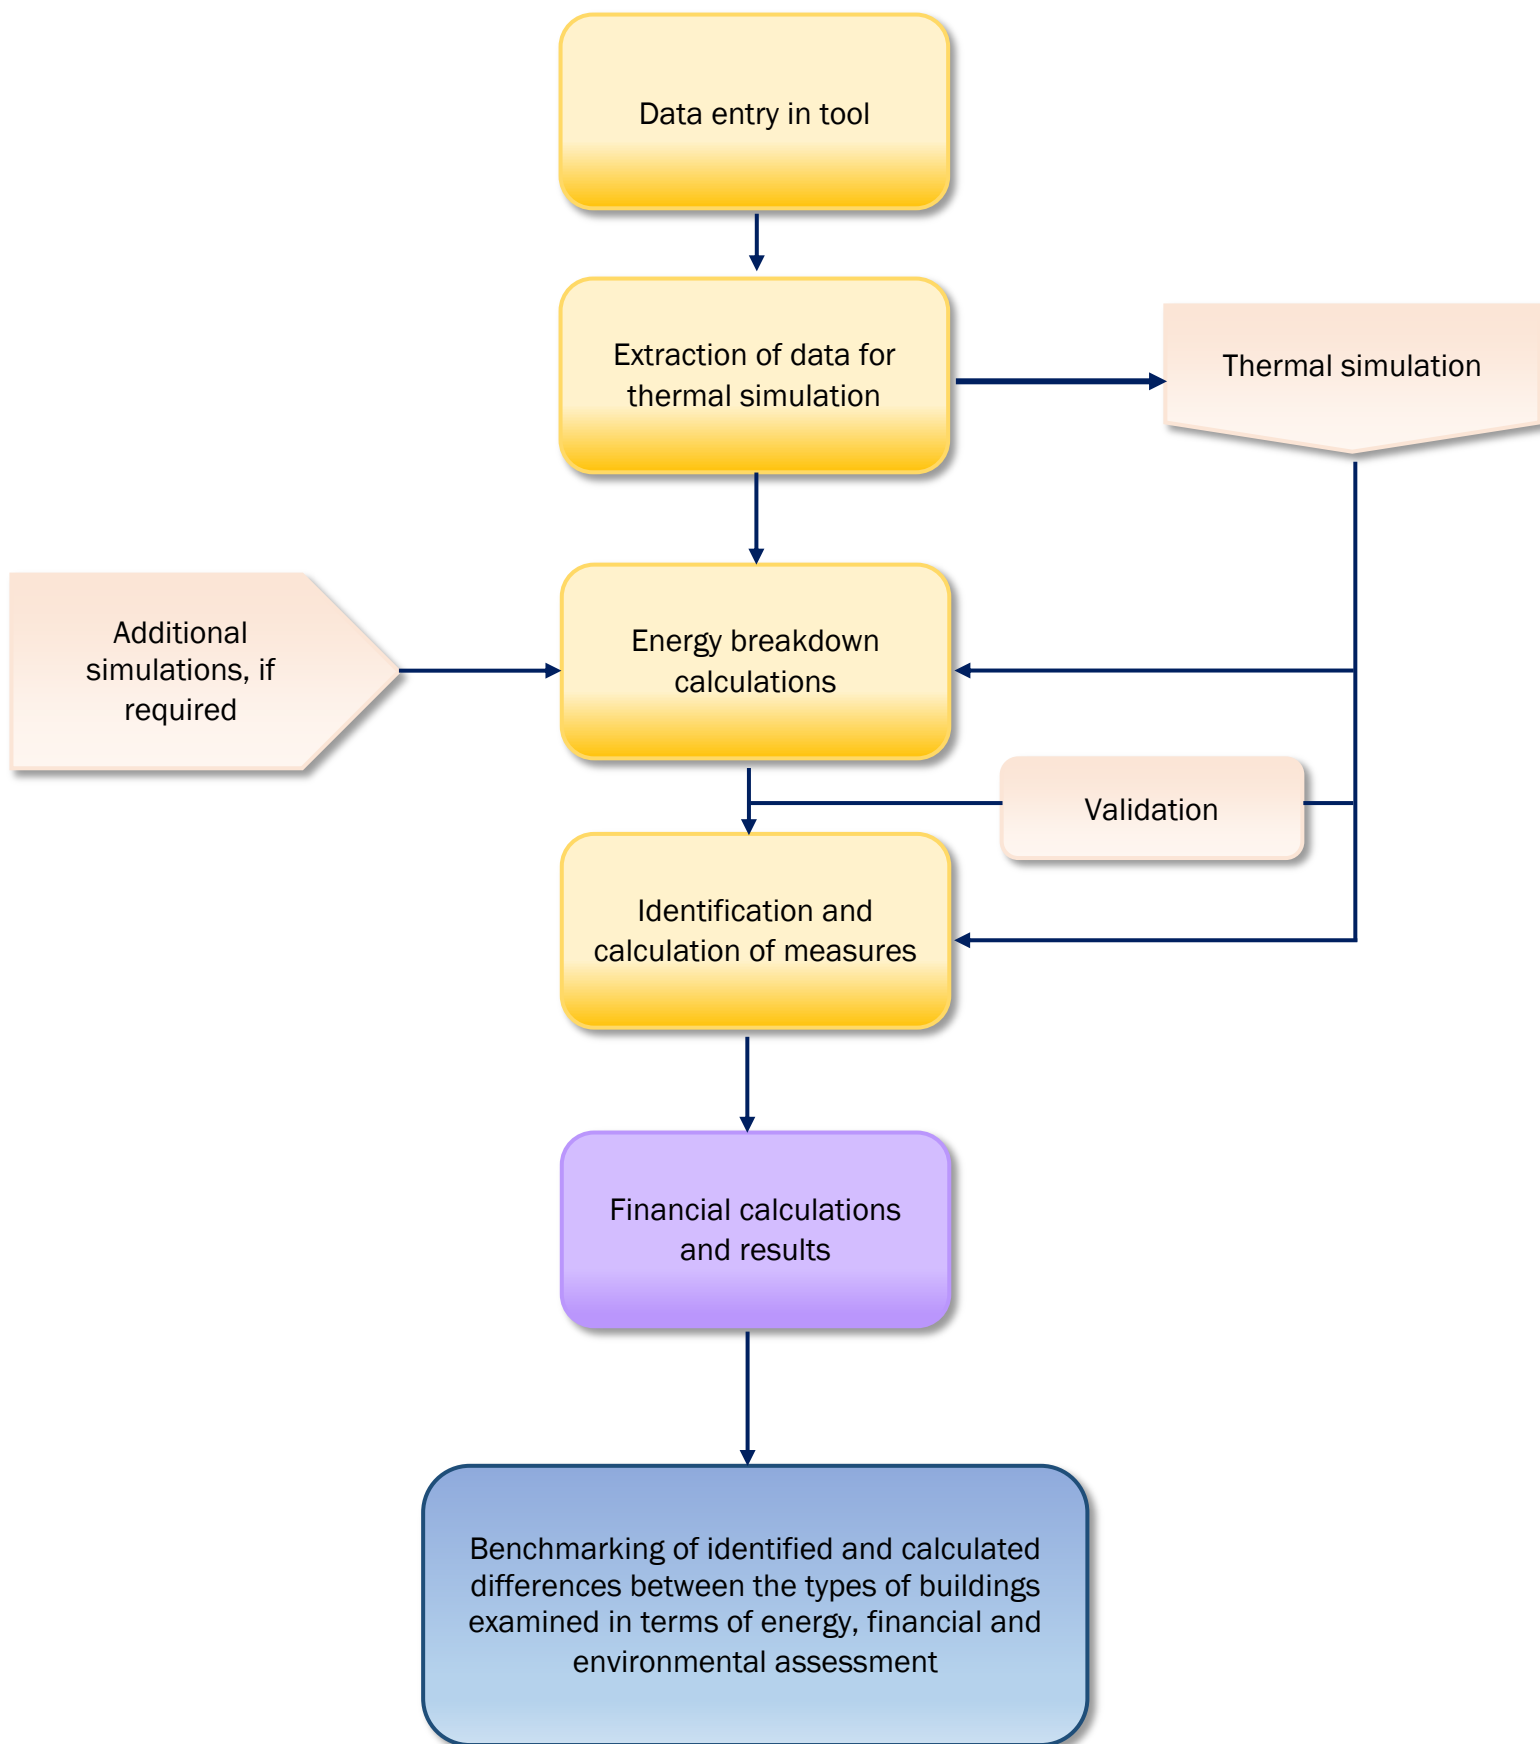 Data entry in tool
Extraction of data for
thermal simulation
Thermal simulation
Additional
simulations, if
required
Energy breakdown
calculations
Validation
Identification and
calculation of measures
Financial calculations
and results
Benchmarking of identified and calculated
differences between the types of buildings
examined in terms of energy, financial and
environmental assessment